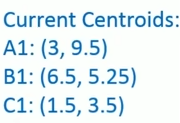 Current Centroids:
A1: (3, 9.5)
B1: (6.5, 5.25)
C1: (1.5, 3.5)